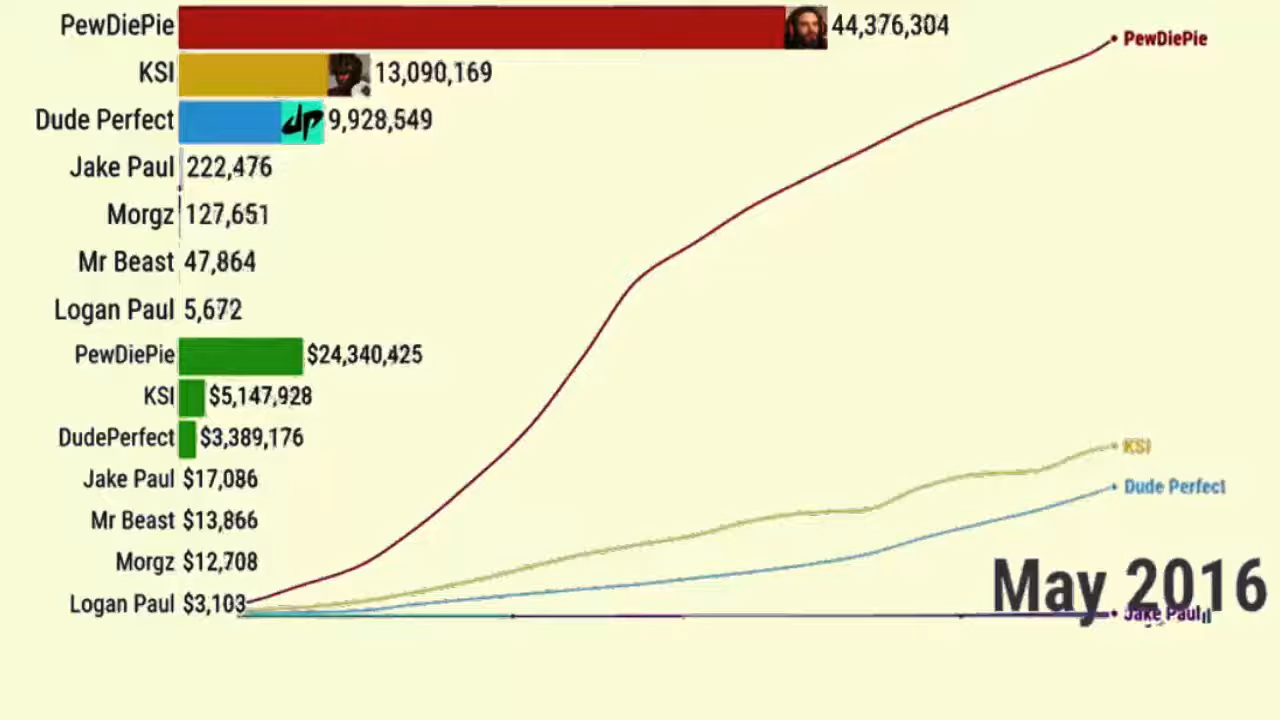 PewDiePie 44,376,304
KSI 13,090,169
Dude Perfect dp 9,928,549
Jake Paul 222,476
Morgz 127,651
Mr Beast 47,864
Logan Paul 5,672
PewDiePie $24,340,425
KSI $5,147,928
DudePerfect $3,389,176
Jake Paul $17,086
Mr Beast $13,866
Morgz $12,708
Logan Paul $3,103
PewDiePie
KSI
Dude Perfect
May 2016
Jake Paul